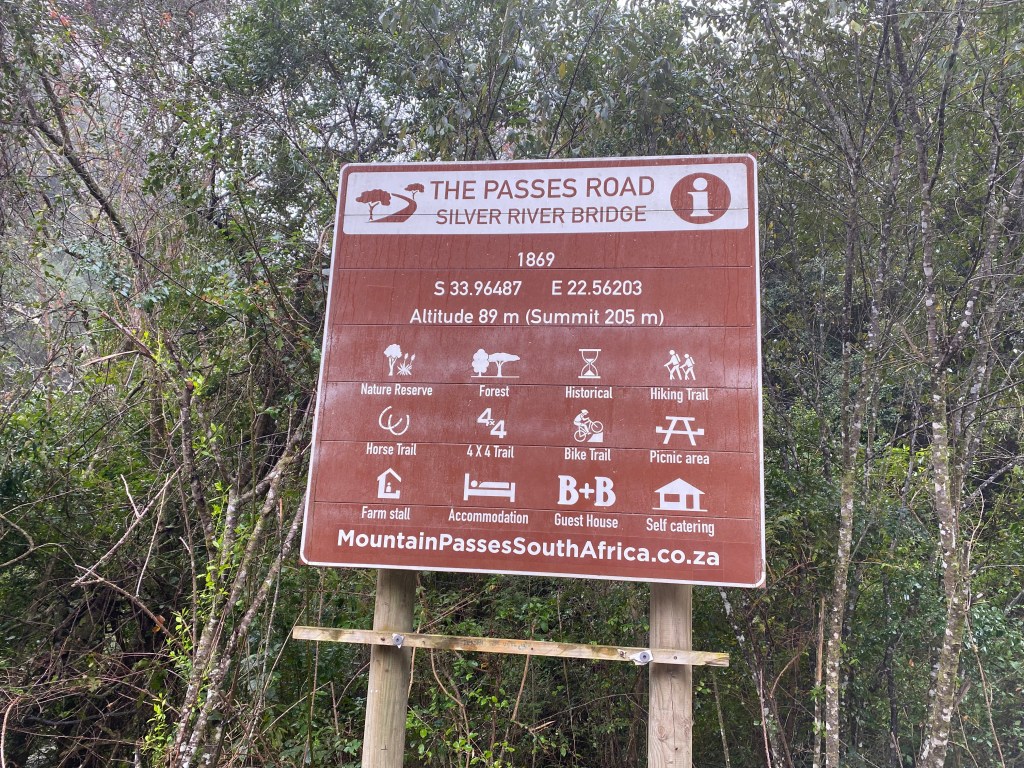 THE PASSES ROAD
SILVER RIVER BRIDGE
i
1869
S 33.96487 E 22.56203
Altitude 89 m (Summit 205 m)
Nature Reserve Forest Historical Hiking Trail
4x4
Horse Trail 4 X 4 Trail Bike Trail Picnic area
B+B
Farm stall Accommodation Guest House Self catering
MountainPassesSouthAfrica.co.za